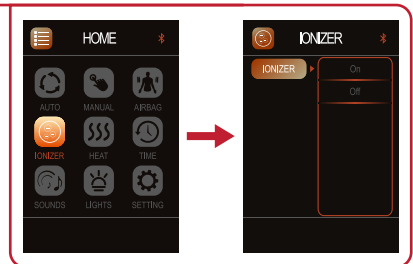 HOME
AUTO MANUAL AIRBAG
IONIZER HEAT TIME
SOUNDS LIGHTS SETTING
IONIZER
IONIZER On
Off